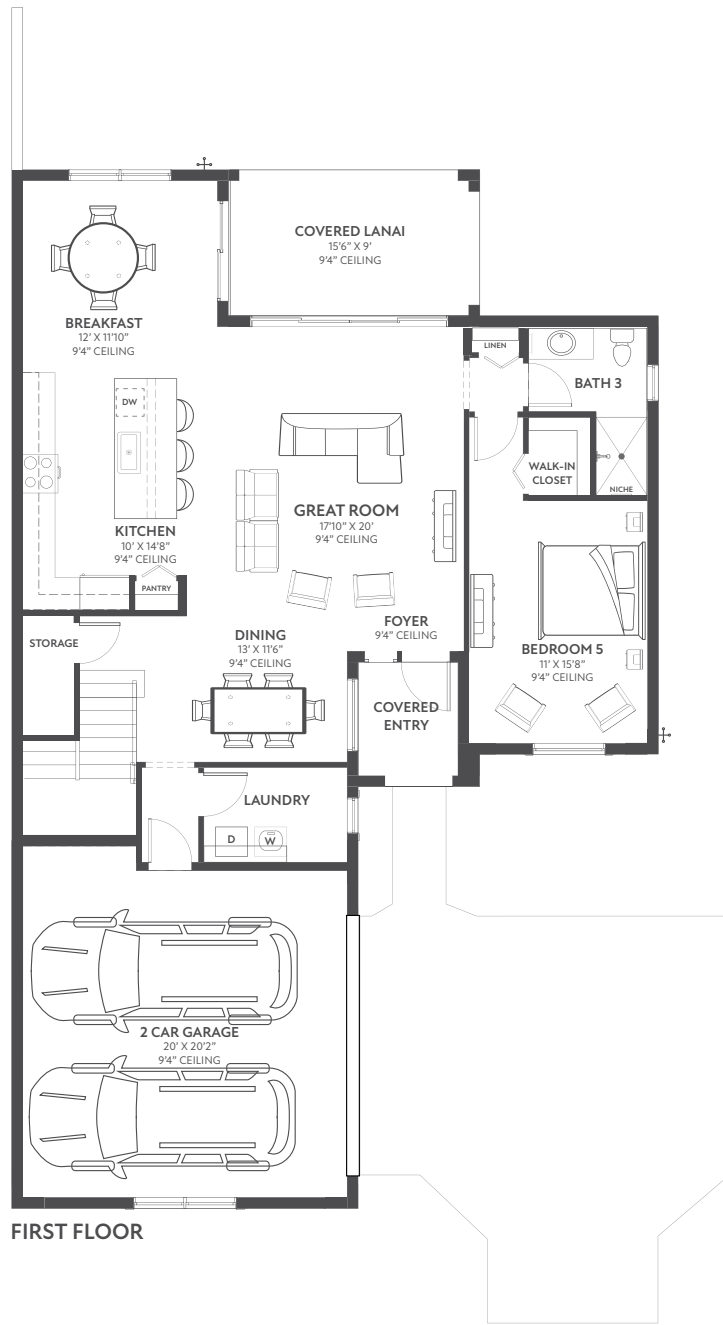 COVERED LANAI
15'6" X 9'
9'4" CEILING
BREAKFAST
12' X 11'10"
9'4" CEILING
LINEN
BATH 3
DW
WALK-IN
CLOSET
NICHE
KITCHEN
10' X 14'8"
9'4" CEILING
GREAT ROOM
17'10" X 20'
9'4" CEILING
PANTRY
STORAGE
DINING
13' X 11'6"
9'4" CEILING
FOYER
9'4" CEILING
BEDROOM 5
11' X 15'8"
9'4" CEILING
COVERED
ENTRY
LAUNDRY
D
W
2 CAR GARAGE
20' X 20'2"
9'4" CEILING
FIRST FLOOR